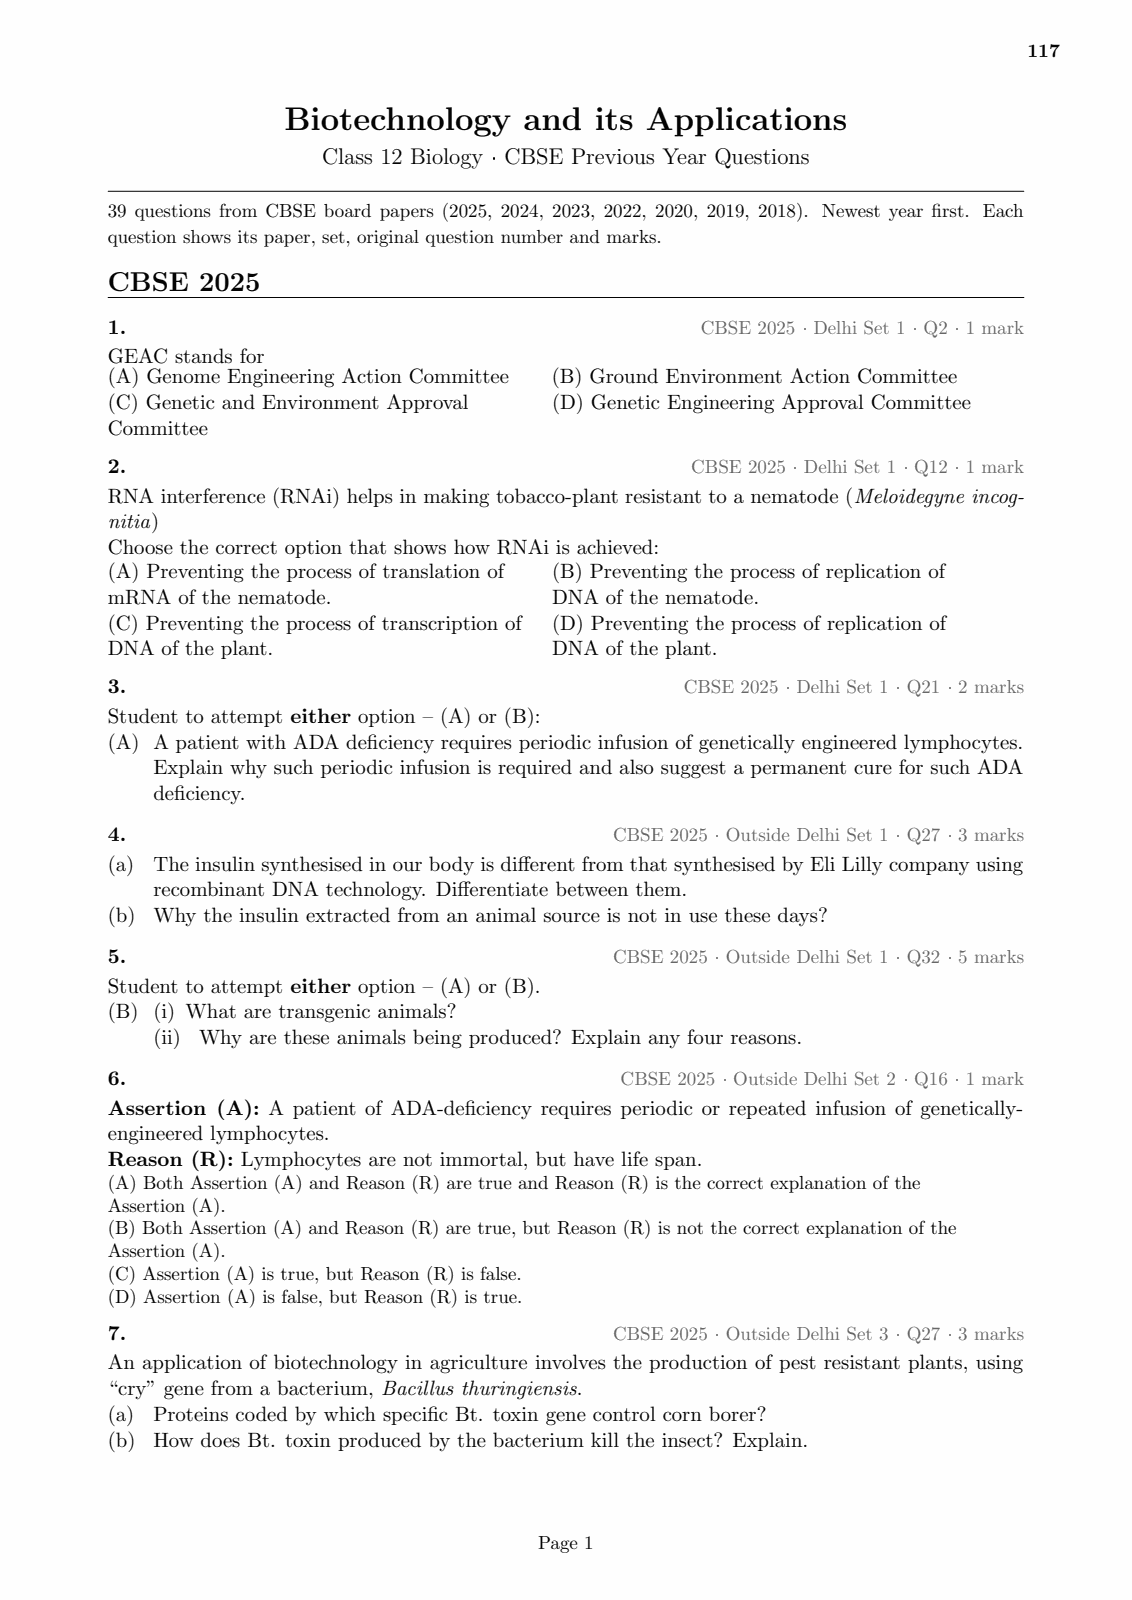 117
Biotechnology and its Applications
Class 12 Biology · CBSE Previous Year Questions
39 questions from CBSE board papers (2025, 2024, 2023, 2022, 2020, 2019, 2018). Newest year first. Each
question shows its paper, set, original question number and marks.
CBSE 2025
1. CBSE 2025 · Delhi Set 1 · Q2 · 1 mark
GEAC stands for
(A) Genome Engineering Action Committee (B) Ground Environment Action Committee
(C) Genetic and Environment Approval (D) Genetic Engineering Approval Committee
Committee
2. CBSE 2025 · Delhi Set 1 · Q12 · 1 mark
RNA interference (RNAi) helps in making tobacco-plant resistant to a nematode (Meloidegyne incog-
nitia)
Choose the correct option that shows how RNAi is achieved:
(A) Preventing the process of translation of (B) Preventing the process of replication of
mRNA of the nematode. DNA of the nematode.
(C) Preventing the process of transcription of (D) Preventing the process of replication of
DNA of the plant. DNA of the plant.
3. CBSE 2025 · Delhi Set 1 · Q21 · 2 marks
Student to attempt either option – (A) or (B):
(A) A patient with ADA deficiency requires periodic infusion of genetically engineered lymphocytes.
Explain why such periodic infusion is required and also suggest a permanent cure for such ADA
deficiency.
4. CBSE 2025 · Outside Delhi Set 1 · Q27 · 3 marks
(a) The insulin synthesised in our body is different from that synthesised by Eli Lilly company using
recombinant DNA technology. Differentiate between them.
(b) Why the insulin extracted from an animal source is not in use these days?
5. CBSE 2025 · Outside Delhi Set 1 · Q32 · 5 marks
Student to attempt either option – (A) or (B).
(B) (i) What are transgenic animals?
(ii) Why are these animals being produced? Explain any four reasons.
6. CBSE 2025 · Outside Delhi Set 2 · Q16 · 1 mark
Assertion (A): A patient of ADA-deficiency requires periodic or repeated infusion of genetically-
engineered lymphocytes.
Reason (R): Lymphocytes are not immortal, but have life span.
(A) Both Assertion (A) and Reason (R) are true and Reason (R) is the correct explanation of the
Assertion (A).
(B) Both Assertion (A) and Reason (R) are true, but Reason (R) is not the correct explanation of the
Assertion (A).
(C) Assertion (A) is true, but Reason (R) is false.
(D) Assertion (A) is false, but Reason (R) is true.
7. CBSE 2025 · Outside Delhi Set 3 · Q27 · 3 marks
An application of biotechnology in agriculture involves the production of pest resistant plants, using
“cry” gene from a bacterium, Bacillus thuringiensis.
(a) Proteins coded by which specific Bt. toxin gene control corn borer?
(b) How does Bt. toxin produced by the bacterium kill the insect? Explain.
Page 1